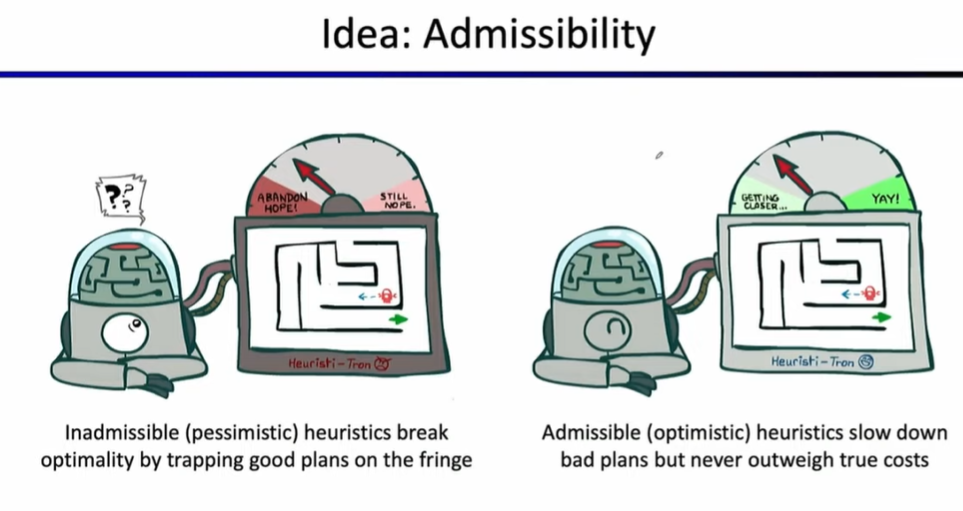 Idea: Admissibility
???
ABANDON
HOPE!
STILL
NOPE.
Heuristi-Tron
Inadmissible (pessimistic) heuristics break
optimality by trapping good plans on the fringe
GETTING
CLOSER...
YAY!
Heuristi-Tron
Admissible (optimistic) heuristics slow down
bad plans but never outweigh true costs